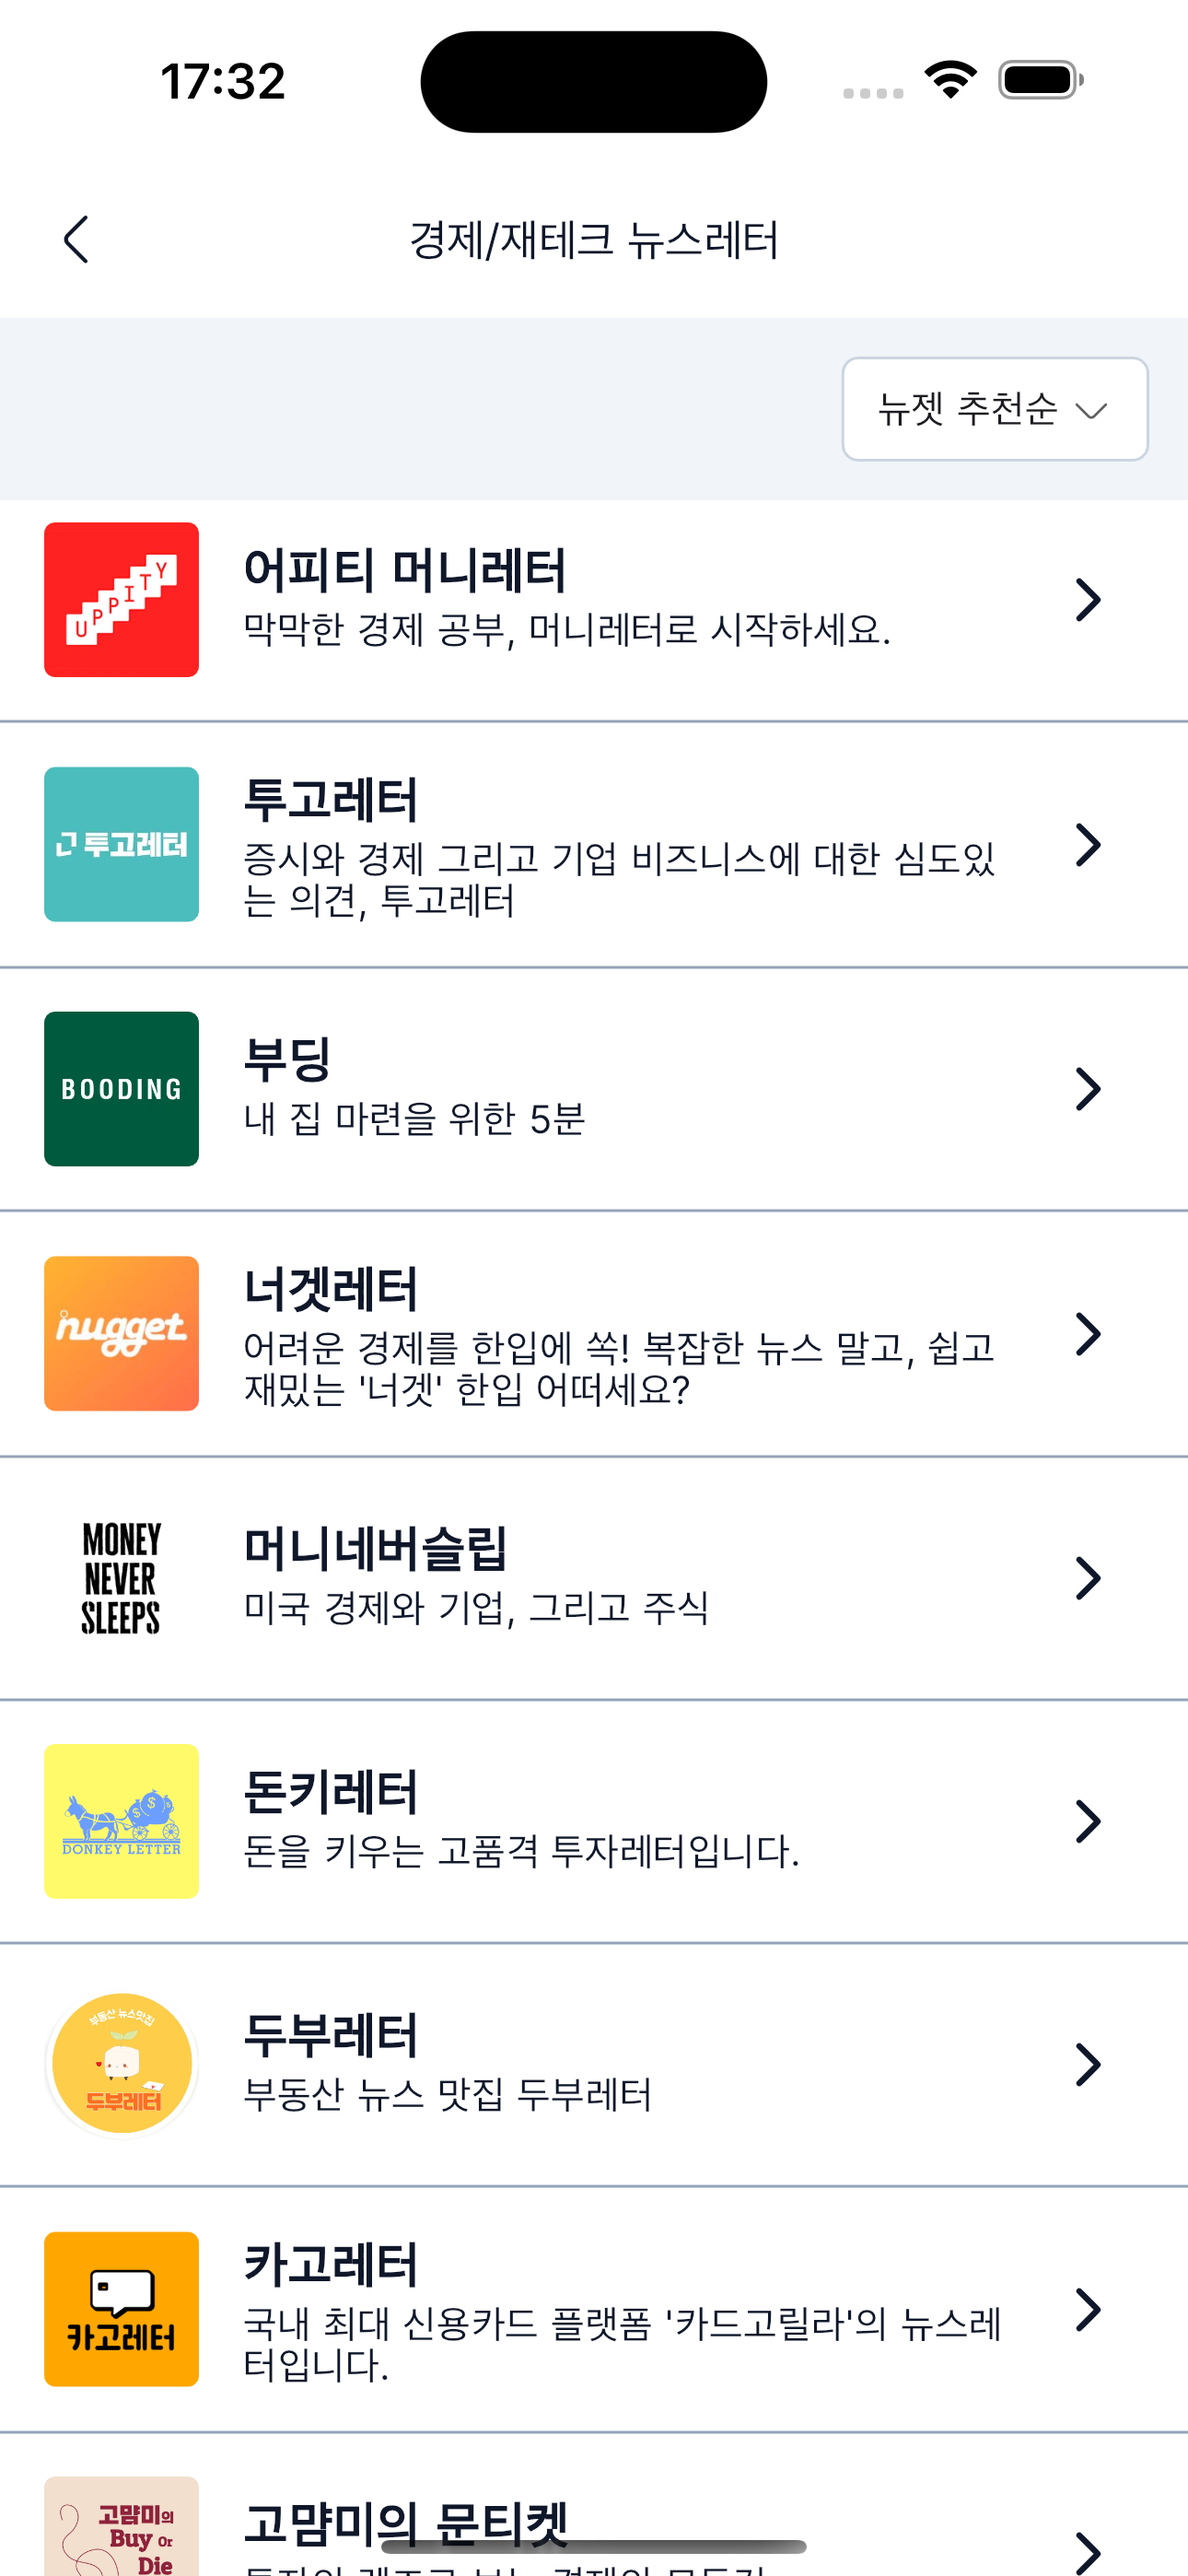 17:32
경제/재테크 뉴스레터
뉴젯 추천순
UPPITY
어피티 머니레터
막막한 경제 공부, 머니레터로 시작하세요.
투고레터
투고레터
증시와 경제 그리고 기업 비즈니스에 대한 심도있
는 의견, 투고레터
BOODING
부딩
내 집 마련을 위한 5분
nugget
너겟레터
어려운 경제를 한입에 쏙! 복잡한 뉴스 말고, 쉽고
재밌는 '너겟' 한입 어떠세요?
MONEY
NEVER
SLEEPS
머니네버슬립
미국 경제와 기업, 그리고 주식
DONKEY LETTER
돈키레터
돈을 키우는 고품격 투자레터입니다.
부동산 뉴스맛집
두부레터
두부레터
부동산 뉴스 맛집 두부레터
카고레터
카고레터
국내 최대 신용카드 플랫폼 '카드고릴라'의 뉴스레
터입니다.
고먐미의
Buy Or
Die
고먐미의 문티켓